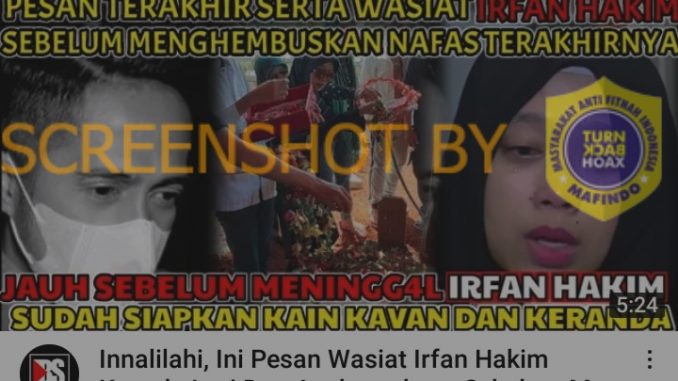 PESAN TERAKHIR SERTA WASIAT IRFAN HAKIM
SEBELUM MENGHEMBUSKAN NAFAS TERAKHIRNYA
SCREENSHOT BY
MASYARAKAT ANTI FITNAH INDONESIA
TURN
BACK
HOAX
MAFINDO
JAUH SEBELUM MENINGG4L IRFAN HAKIM
5:24
SUDAH SIAPKAN KAIN KAVAN DAN KERANDA
Innalilahi, Ini Pesan Wasiat Irfan Hakim